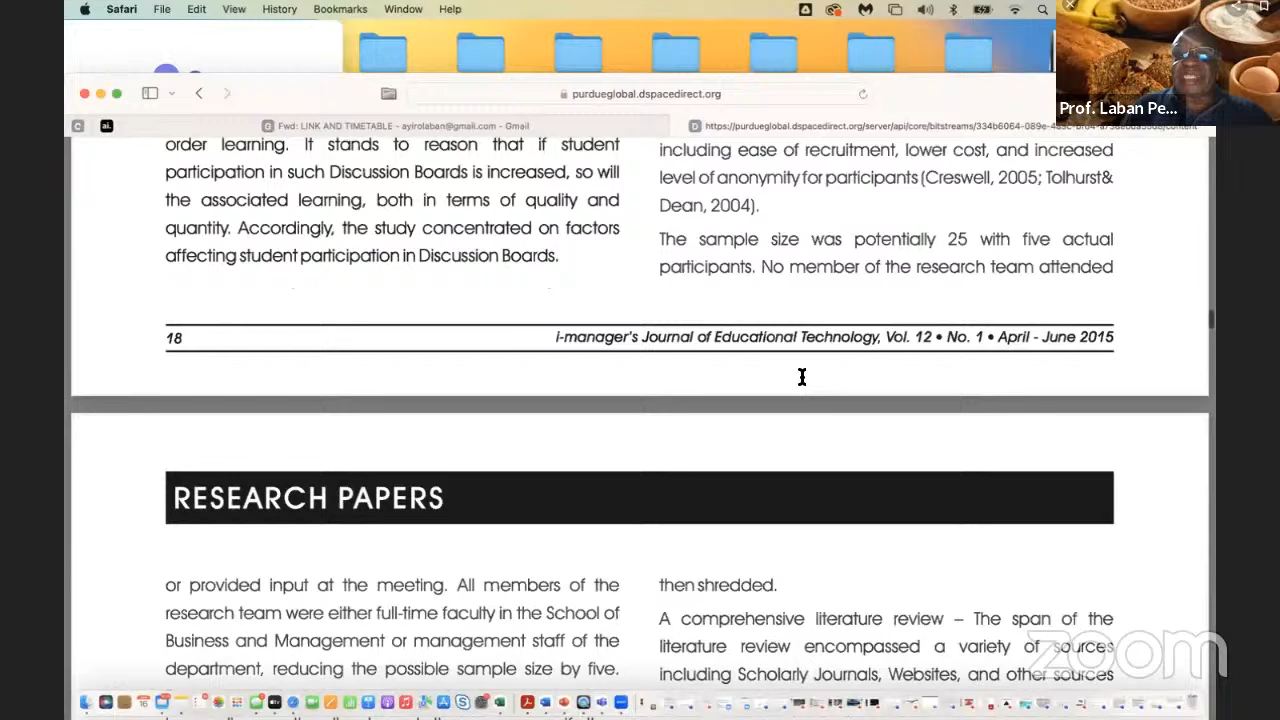 Safari File Edit View History Bookmarks Window Help
purdueglobal.dspacedirect.org
Prof. Laban Pe...
Fwd: LINK AND TIMETABLE - ayirolaban@gmail.com - Gmail
order learning. It stands to reason that if student
participation in such Discussion Boards is increased, so will
the associated learning, both in terms of quality and
quantity. Accordingly, the study concentrated on factors
affecting student participation in Discussion Boards.
including ease of recruitment, lower cost, and increased
level of anonymity for participants (Creswell, 2005; Tolhurst&
Dean, 2004).
The sample size was potentially 25 with five actual
participants. No member of the research team attended
18
i-manager's Journal of Educational Technology, Vol. 12 • No. 1 • April - June 2015
RESEARCH PAPERS
or provided input at the meeting. All members of the
research team were either full-time faculty in the School of
Business and Management or management staff of the
department, reducing the possible sample size by five.
then shredded.
A comprehensive literature review – The span of the
literature review encompassed a variety of sources
including Scholarly Journals, Websites, and other sources
zoom